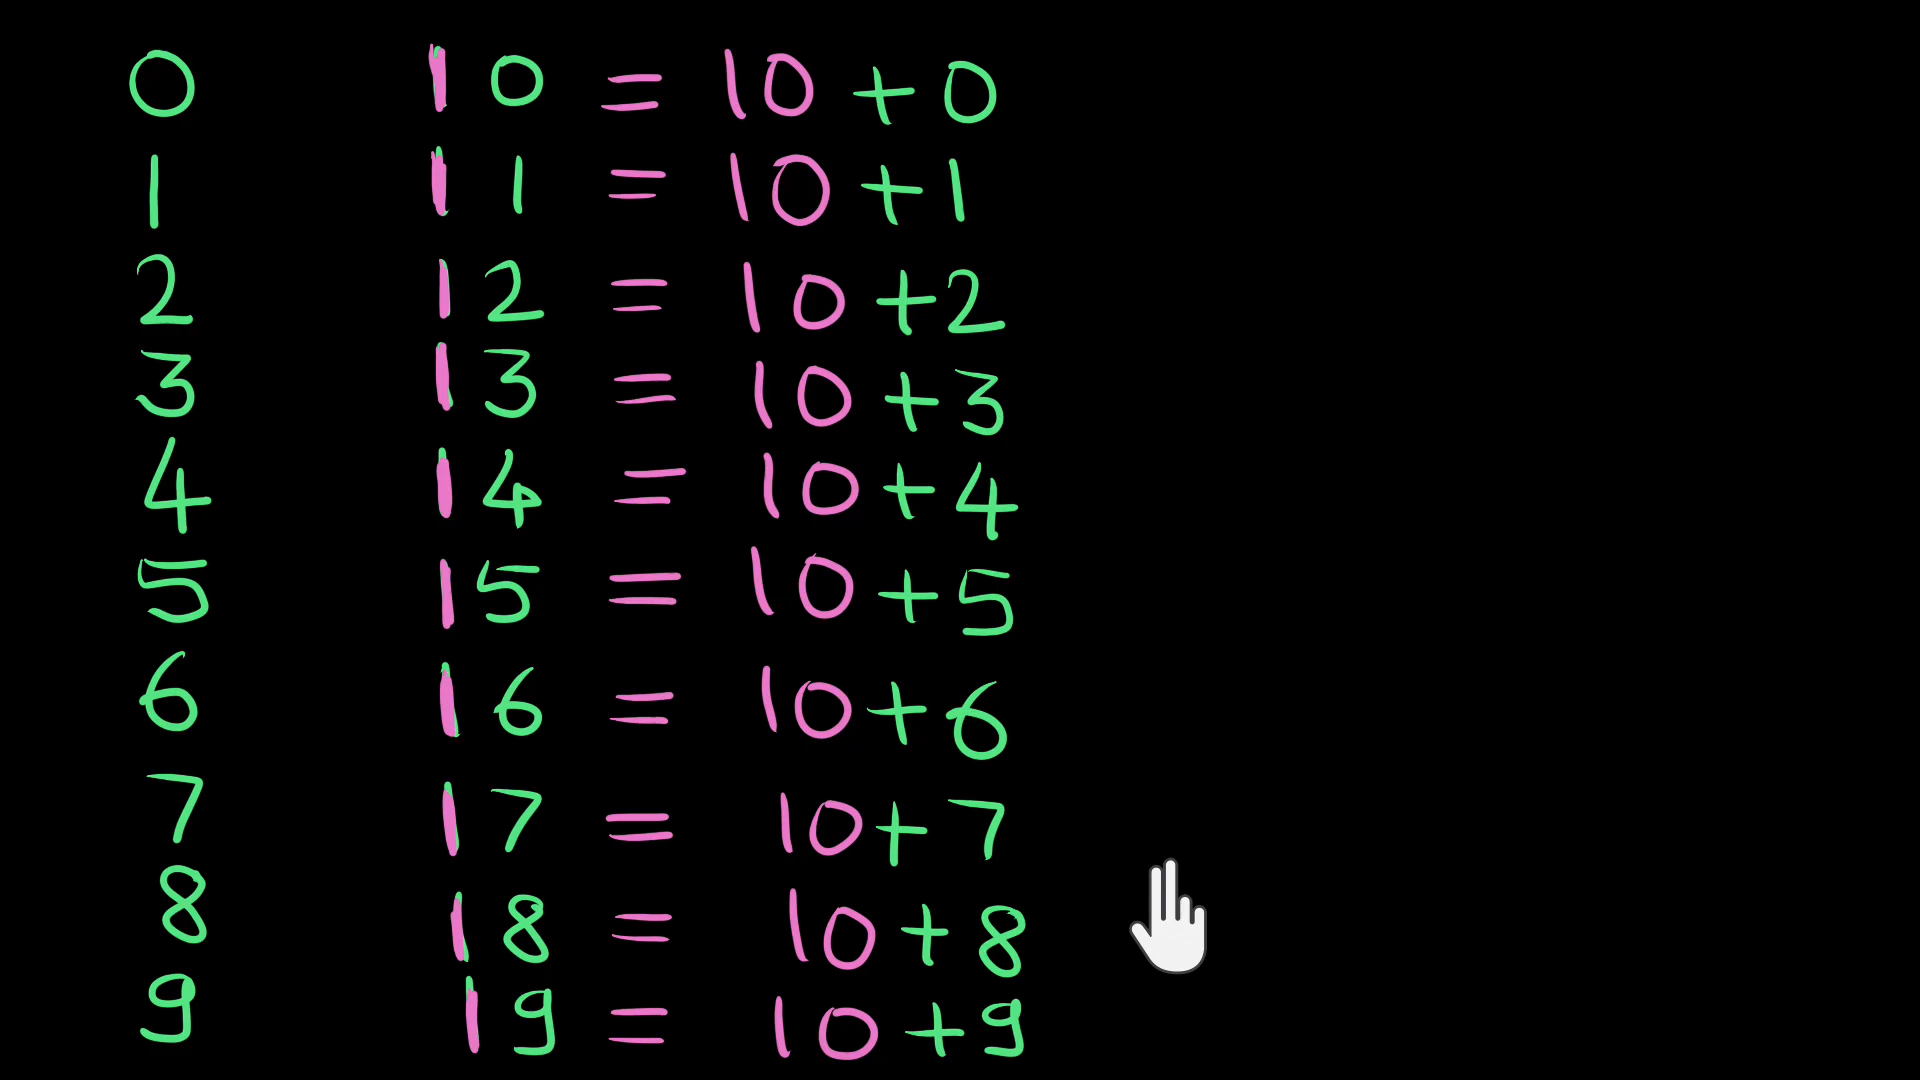 0 10 = 10 + 0
1 11 = 10 + 1
2 12 = 10 + 2
3 13 = 10 + 3
4 14 = 10 + 4
5 15 = 10 + 5
6 16 = 10 + 6
7 17 = 10 + 7
8 18 = 10 + 8
9 19 = 10 + 9